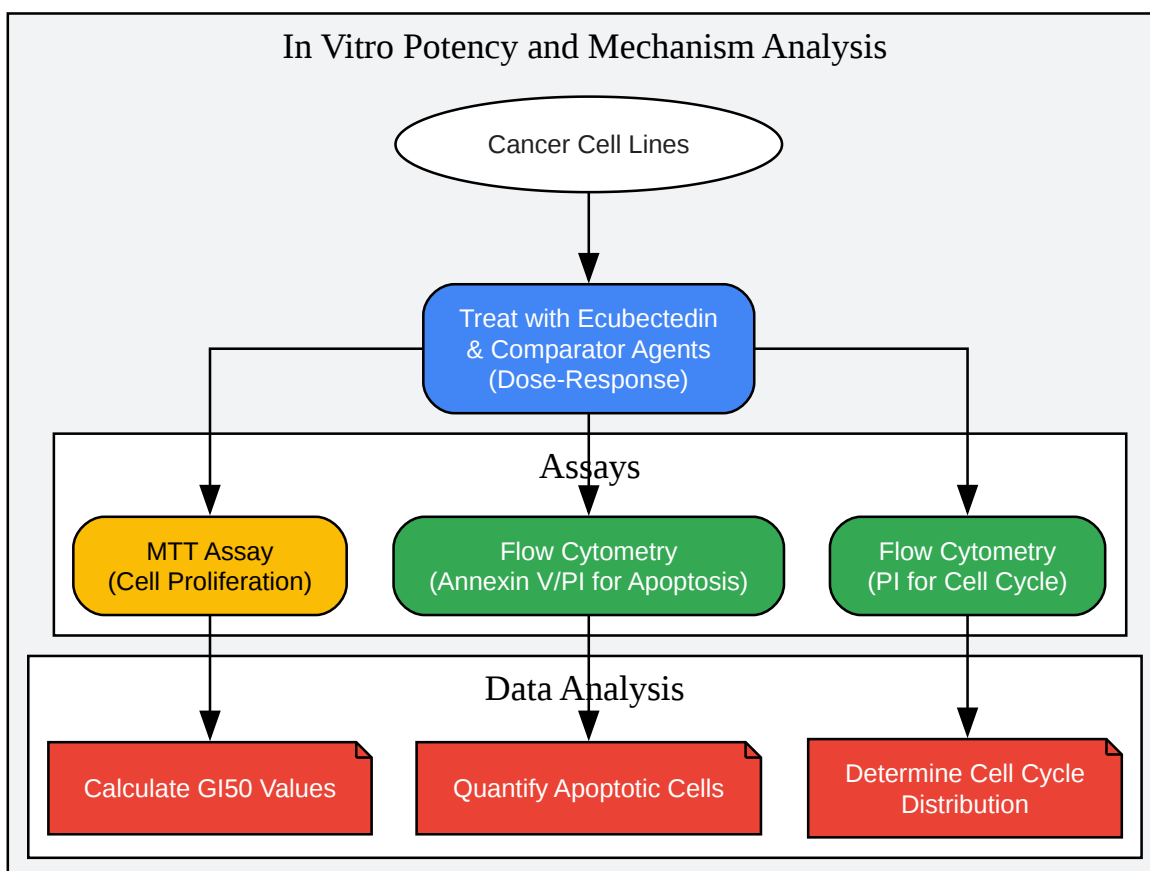 In Vitro Potency and Mechanism Analysis
Cancer Cell Lines
Treat with Ecubectedin
& Comparator Agents
(Dose-Response)
Assays
MTT Assay
(Cell Proliferation)
Flow Cytometry
(Annexin V/PI for Apoptosis)
Flow Cytometry
(PI for Cell Cycle)
Data Analysis
Calculate GI50 Values
Quantify Apoptotic Cells
Determine Cell Cycle
Distribution